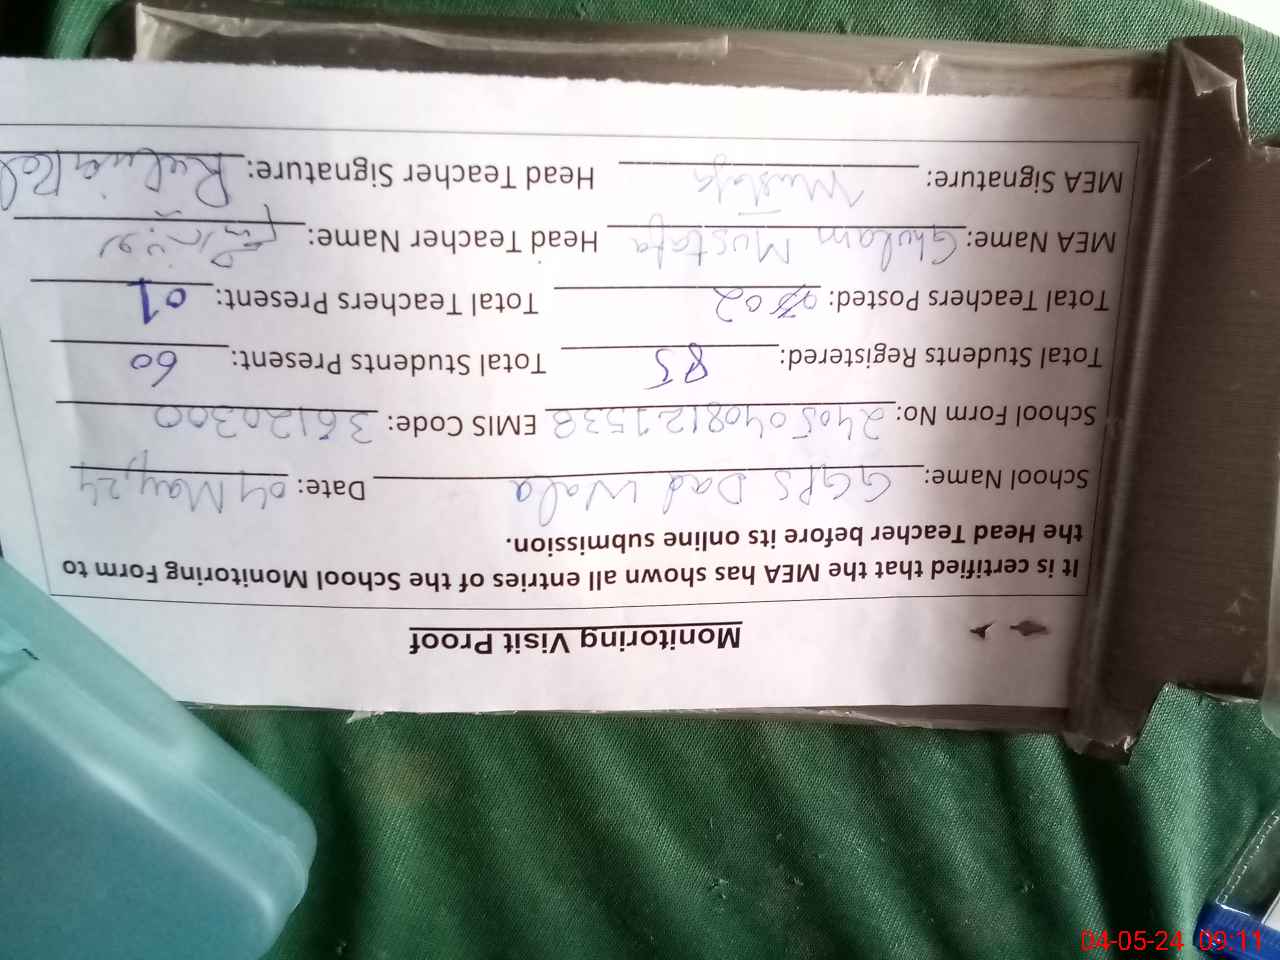 Monitoring Visit Proof
It is certified that the MEA has shown all entries of the School Monitoring Form to
the Head Teacher before its online submission.
School Name: GGPS Dad Wala Date: 04 May, 24
School Form No: 24050408121538 EMIS Code: 36120300
Total Students Registered: 85 Total Students Present: 60
Total Teachers Posted: 02 Total Teachers Present: 01
MEA Name: Ghulam Mustafa Head Teacher Name:
MEA Signature: Mustafa Head Teacher Signature:
04-05-24 09:11